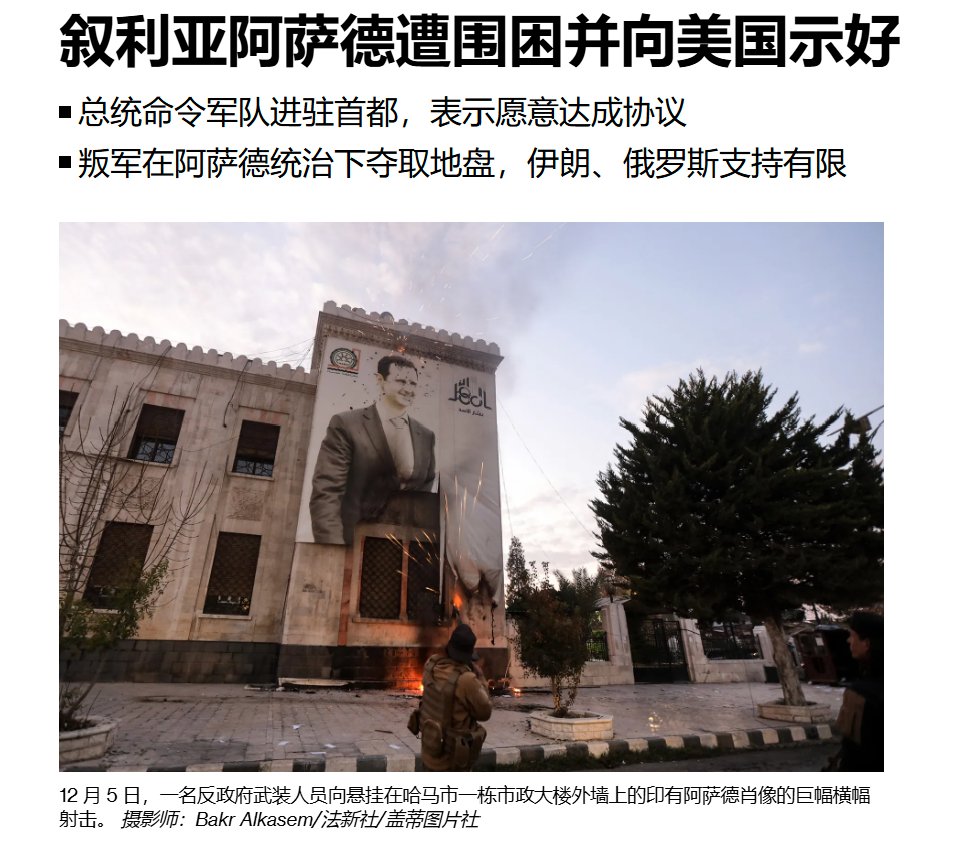 叙利亚阿萨德遭围困并向美国示好
总统命令军队进驻首都，表示愿意达成协议
叛军在阿萨德统治下夺取地盘，伊朗、俄罗斯支持有限
12 月 5 日，一名反政府武装人员向悬挂在哈马市一栋市政大楼外墙上的印有阿萨德肖像的巨幅横幅
射击。 摄影师：Bakr Alkasem/法新社/盖蒂图片社